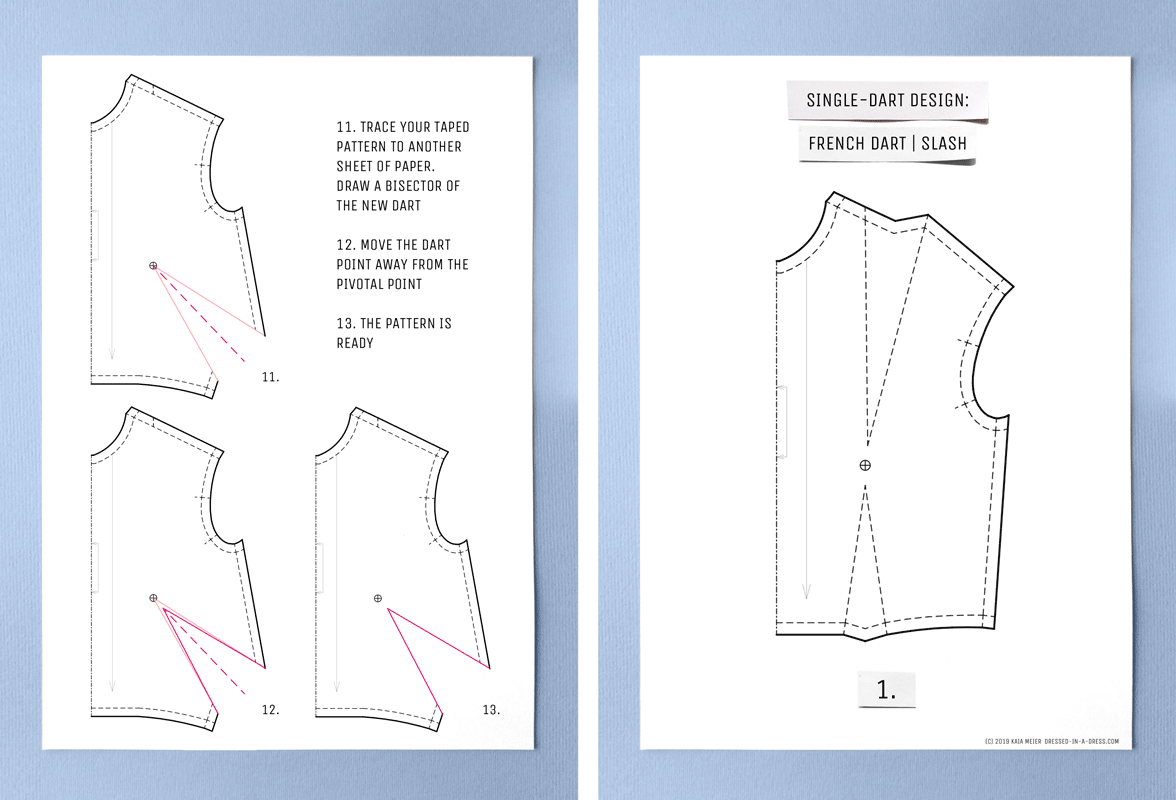 11. TRACE YOUR TAPED
PATTERN TO ANOTHER
SHEET OF PAPER.
DRAW A BISECTOR OF
THE NEW DART
12. MOVE THE DART
POINT AWAY FROM THE
PIVOTAL POINT
13. THE PATTERN IS
READY
11.
12.
13.
SINGLE-DART DESIGN:
FRENCH DART | SLASH
1.
(C) 2019 KAIA MEIER DRESSED-IN-A-DRESS.COM